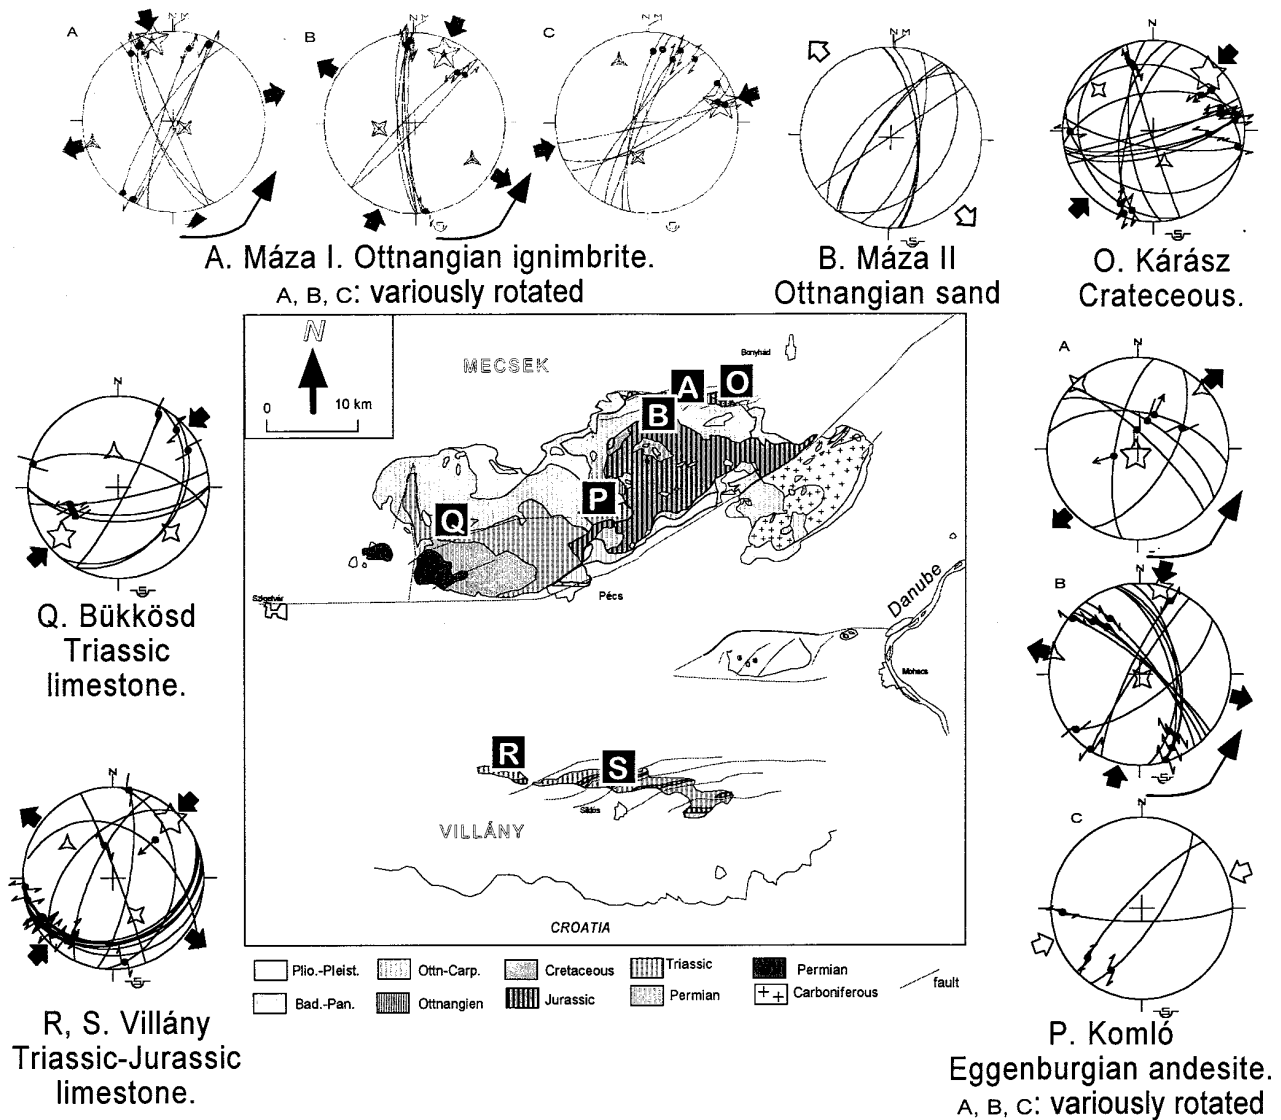 A
B
C
N
A. Máza I. Ottnangian ignimbrite.
A, B, C: variously rotated
B. Máza II
Ottnangian sand
N
O. Kárász
Crateceous.
N
0 10 km
MECSEK
Bonyhád
A
O
B
P
Q
Szigetvár
Pécs
Danube
Mohács
R
S
Siklós
VILLÁNY
CROATIA
N
Q. Bükkösd
Triassic
limestone.
N
R, S. Villány
Triassic-Jurassic
limestone.
A
N
B
N
C
N
P. Komló
Eggenburgian andesite.
A, B, C: variously rotated
Plio.-Pleist.
Ottn-Carp.
Cretaceous
Triassic
Permian
fault
Bad.-Pan.
Ottnangien
Jurassic
Permian
Carboniferous